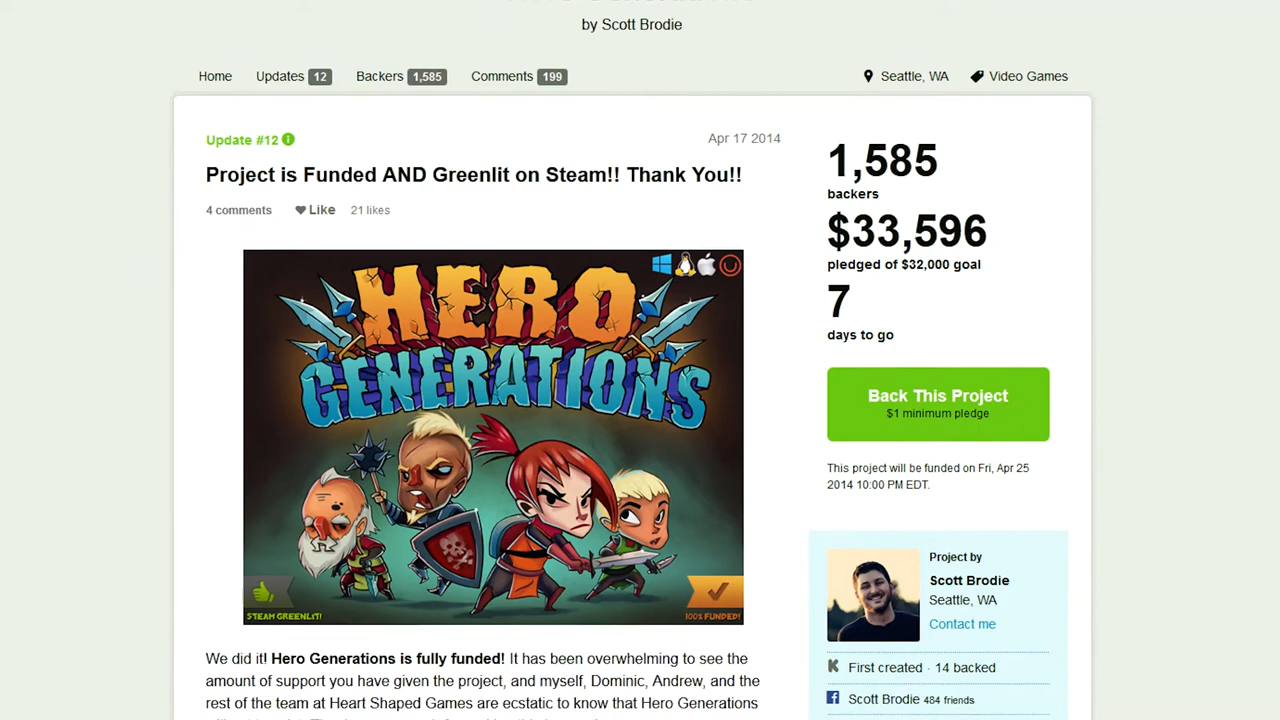 by Scott Brodie
Home Updates 12 Backers 1,585 Comments 199
Seattle, WA Video Games
Update #12
Apr 17 2014
Project is Funded AND Greenlit on Steam!! Thank You!!
4 comments Like 21 likes
HERO
GENERATIONS
STEAM GREENLIT!
100% FUNDED!
We did it! Hero Generations is fully funded! It has been overwhelming to see the
amount of support you have given the project, and myself, Dominic, Andrew, and the
rest of the team at Heart Shaped Games are ecstatic to know that Hero Generations
1,585
backers
$33,596
pledged of $32,000 goal
7
days to go
Back This Project
$1 minimum pledge
This project will be funded on Fri, Apr 25
2014 10:00 PM EDT.
Project by
Scott Brodie
Seattle, WA
Contact me
First created · 14 backed
Scott Brodie 484 friends